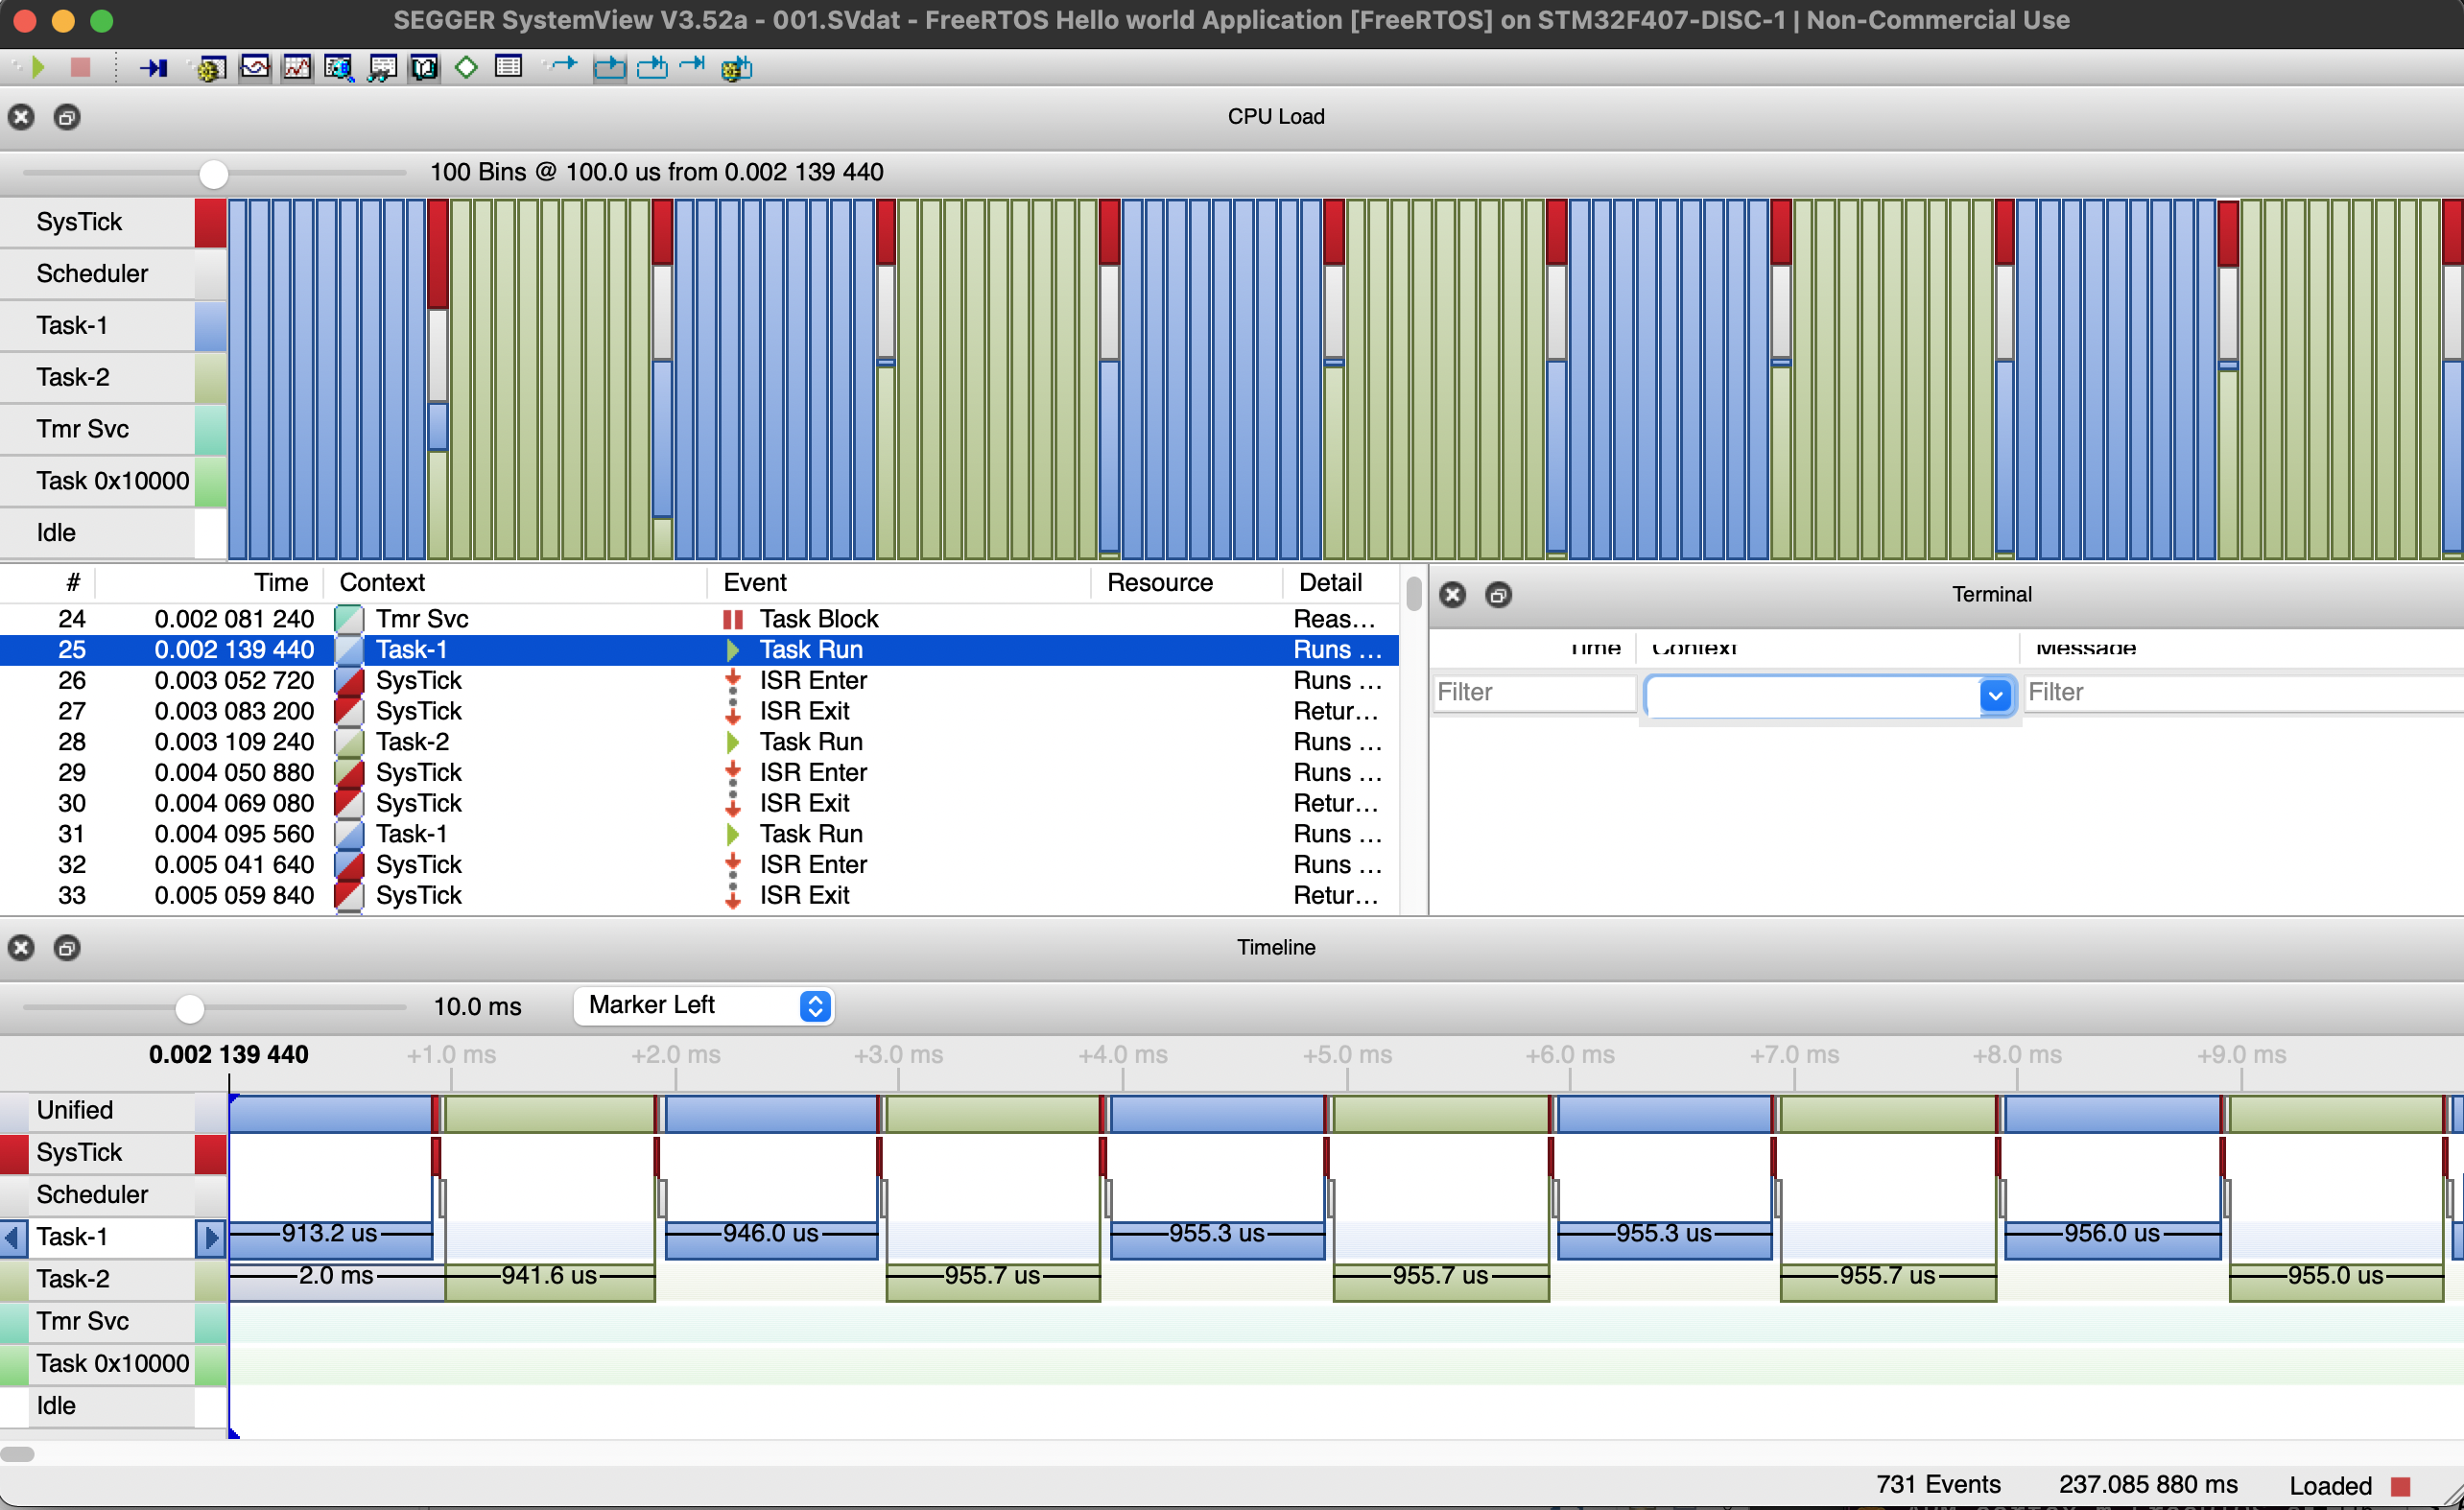 SEGGER SystemView V3.52a - 001.SVdat - FreeRTOS Hello world Application [FreeRTOS] on STM32F407-DISC-1 | Non-Commercial Use
CPU Load
100 Bins @ 100.0 us from 0.002 139 440
SysTick
Scheduler
Task-1
Task-2
Tmr Svc
Task 0x10000
Idle
# Time Context Event Resource Detail
24 0.002 081 240 Tmr Svc Task Block Reas...
25 0.002 139 440 Task-1 Task Run Runs ...
26 0.003 052 720 SysTick ISR Enter Runs ...
27 0.003 083 200 SysTick ISR Exit Retur...
28 0.003 109 240 Task-2 Task Run Runs ...
29 0.004 050 880 SysTick ISR Enter Runs ...
30 0.004 069 080 SysTick ISR Exit Retur...
31 0.004 095 560 Task-1 Task Run Runs ...
32 0.005 041 640 SysTick ISR Enter Runs ...
33 0.005 059 840 SysTick ISR Exit Retur...
Terminal
Time Context Message
Filter Filter
Timeline
10.0 ms Marker Left
0.002 139 440 +1.0 ms +2.0 ms +3.0 ms +4.0 ms +5.0 ms +6.0 ms +7.0 ms +8.0 ms +9.0 ms
Unified
SysTick
Scheduler
Task-1 913.2 us 946.0 us 955.3 us 955.3 us 956.0 us
Task-2 2.0 ms 941.6 us 955.7 us 955.7 us 955.7 us 955.0 us
Tmr Svc
Task 0x10000
Idle
731 Events 237.085 880 ms Loaded